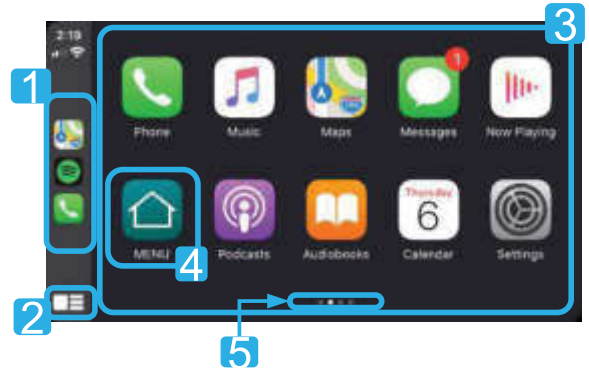 3
2:19
1
1
Phone
Music
Maps
Messages
Now Playing
Thursday
6
MENU
4
Podcasts
Audiobooks
Calendar
Settings
2
5